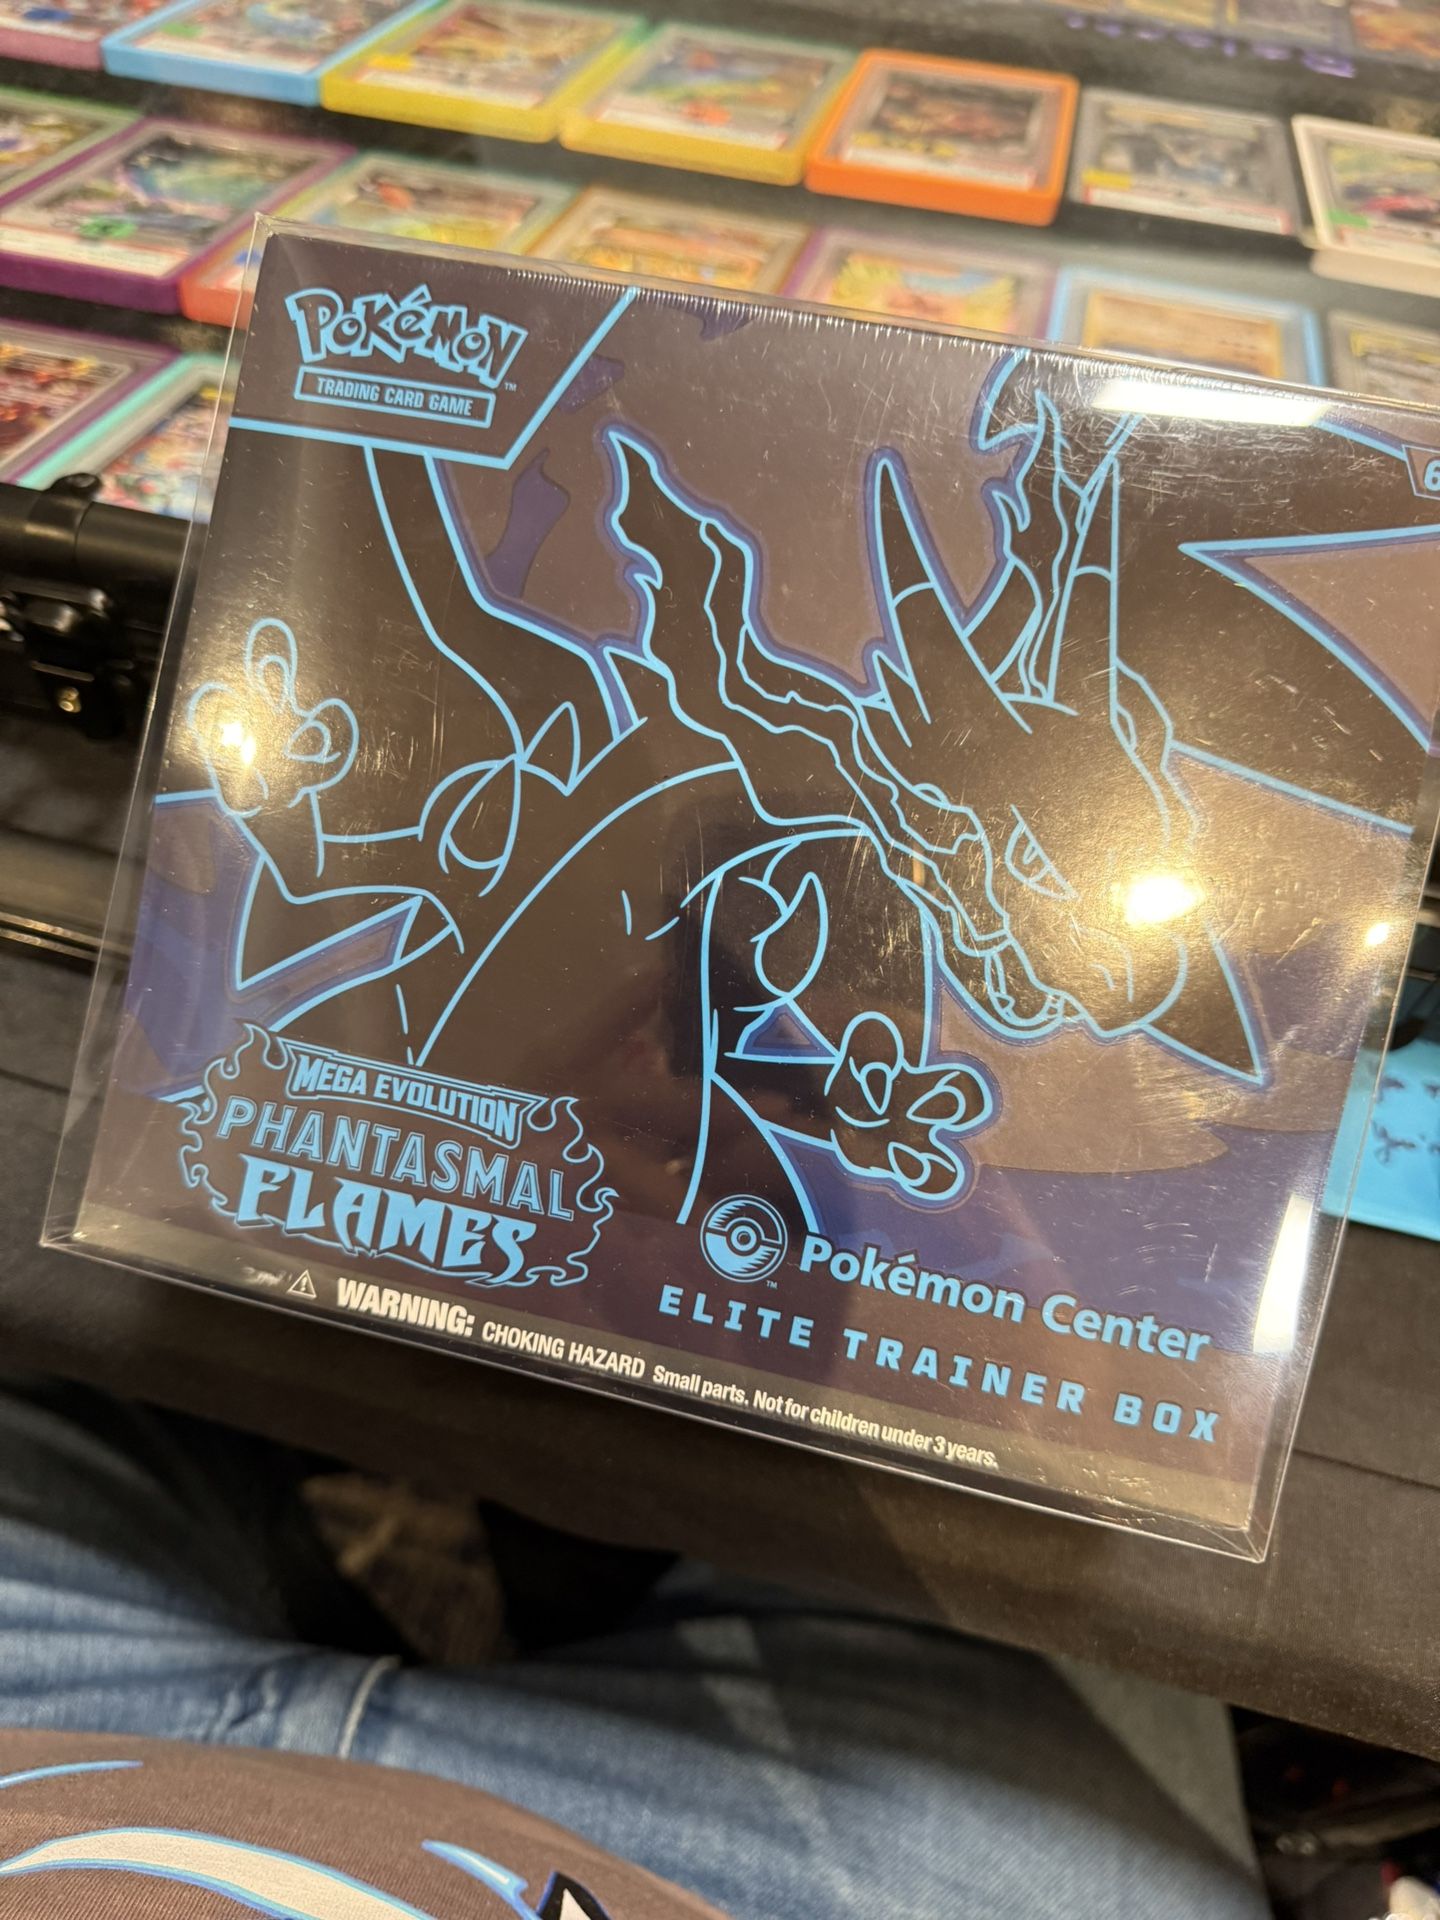 POKéMON
TRADING CARD GAME
6
MEGA EVOLUTION
PHANTASMAL
FLAMES
Pokémon Center
ELITE TRAINER BOX
WARNING: CHOKING HAZARD Small parts. Not for children under 3 years.